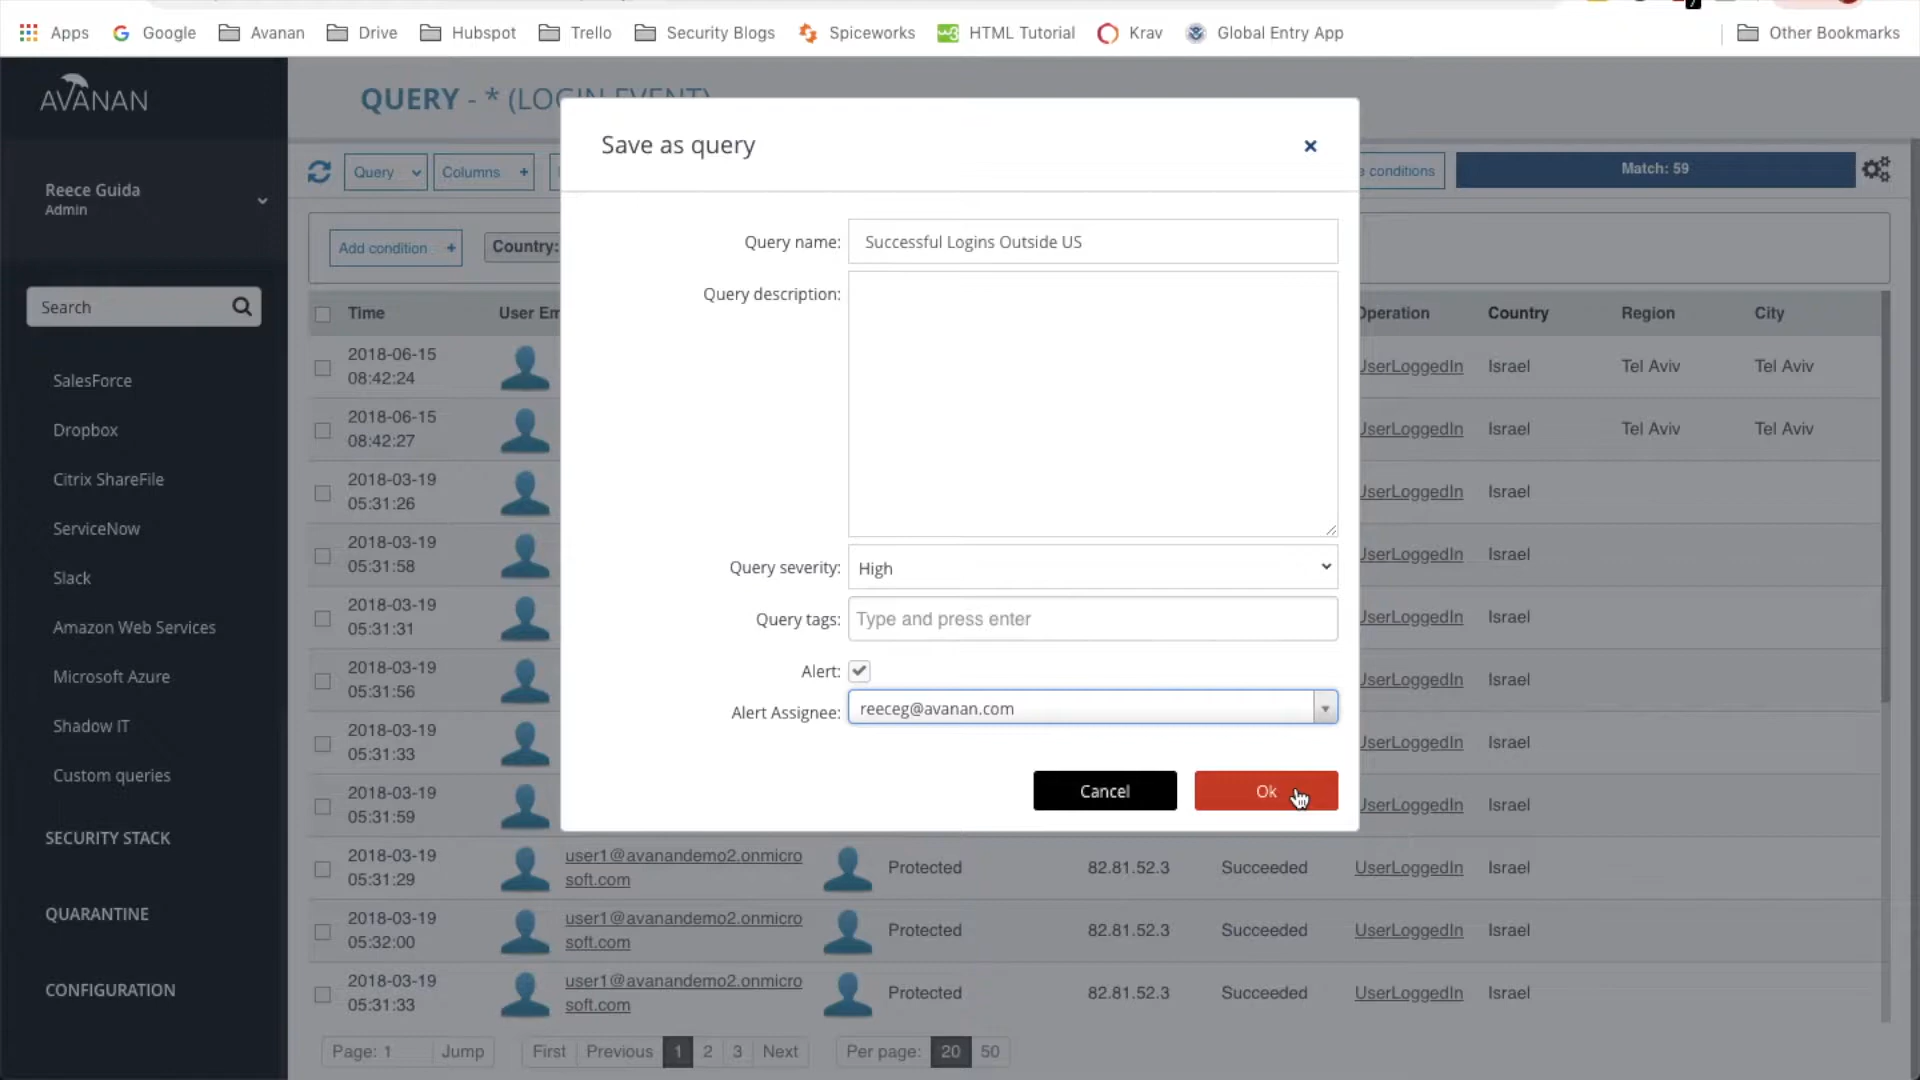 Apps Google Avanan Drive Hubspot Trello Security Blogs Spiceworks HTML Tutorial Krav Global Entry App Other Bookmarks
AVANAN
QUERY - * (LOGIN EVENT)
Save as query
×
Reece Guida
Admin
Query
Columns +
conditions
Match: 59
Add condition +
Country:
Query name: Successful Logins Outside US
Query description:
Search
Time User Em Operation Country Region City
2018-06-15
08:42:24
UserLoggedIn Israel Tel Aviv Tel Aviv
2018-06-15
08:42:27
UserLoggedIn Israel Tel Aviv Tel Aviv
2018-03-19
05:31:26
UserLoggedIn Israel
2018-03-19
05:31:58
UserLoggedIn Israel
2018-03-19
05:31:31
UserLoggedIn Israel
2018-03-19
05:31:56
UserLoggedIn Israel
2018-03-19
05:31:33
UserLoggedIn Israel
2018-03-19
05:31:59
UserLoggedIn Israel
Query severity: High
Query tags: Type and press enter
Alert:
Alert Assignee: reeceg@avanan.com
Cancel Ok
2018-03-19
05:31:29
user1@avanandemo2.onmicro
soft.com
Protected 82.81.52.3 Succeeded UserLoggedIn Israel
2018-03-19
05:32:00
user1@avanandemo2.onmicro
soft.com
Protected 82.81.52.3 Succeeded UserLoggedIn Israel
2018-03-19
05:31:33
user1@avanandemo2.onmicro
soft.com
Protected 82.81.52.3 Succeeded UserLoggedIn Israel
SalesForce
Dropbox
Citrix ShareFile
ServiceNow
Slack
Amazon Web Services
Microsoft Azure
Shadow IT
Custom queries
SECURITY STACK
QUARANTINE
CONFIGURATION
Page: 1 Jump First Previous 1 2 3 Next Per page: 20 50